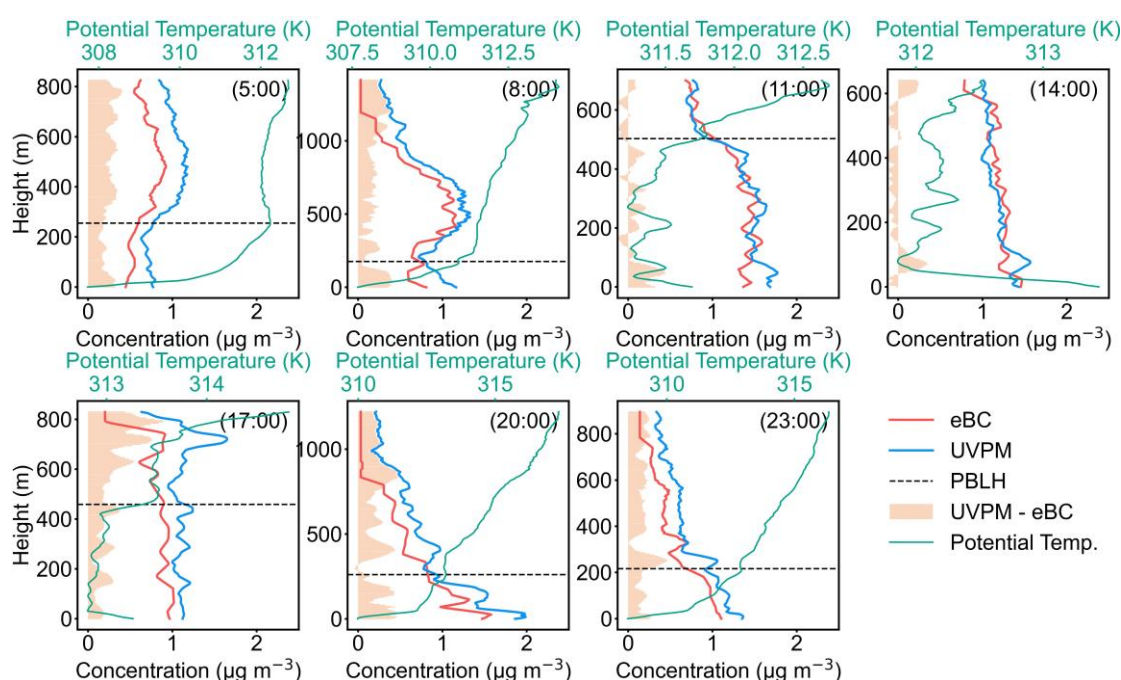 Potential Temperature (K) Potential Temperature (K) Potential Temperature (K) Potential Temperature (K)
308 310 312 307.5 310.0 312.5 311.5 312.0 312.5 312 313
(5:00) (8:00) (11:00) (14:00)
Height (m)
800
600
400
200
0
1000
500
0
600
400
200
0
600
400
200
0
0 1 2 0 1 2 0 1 2 0 1 2
Concentration (µg m−3) Concentration (µg m−3) Concentration (µg m−3) Concentration (µg m−3)
Potential Temperature (K) Potential Temperature (K) Potential Temperature (K)
313 314 310 315 310 315
(17:00) (20:00) (23:00)
Height (m)
800
600
400
200
0
1000
500
0
800
600
400
200
0
0 1 2 0 1 2 0 1 2
Concentration (µg m−3) Concentration (µg m−3) Concentration (µg m−3)
eBC
UVPM
PBLH
UVPM - eBC
Potential Temp.